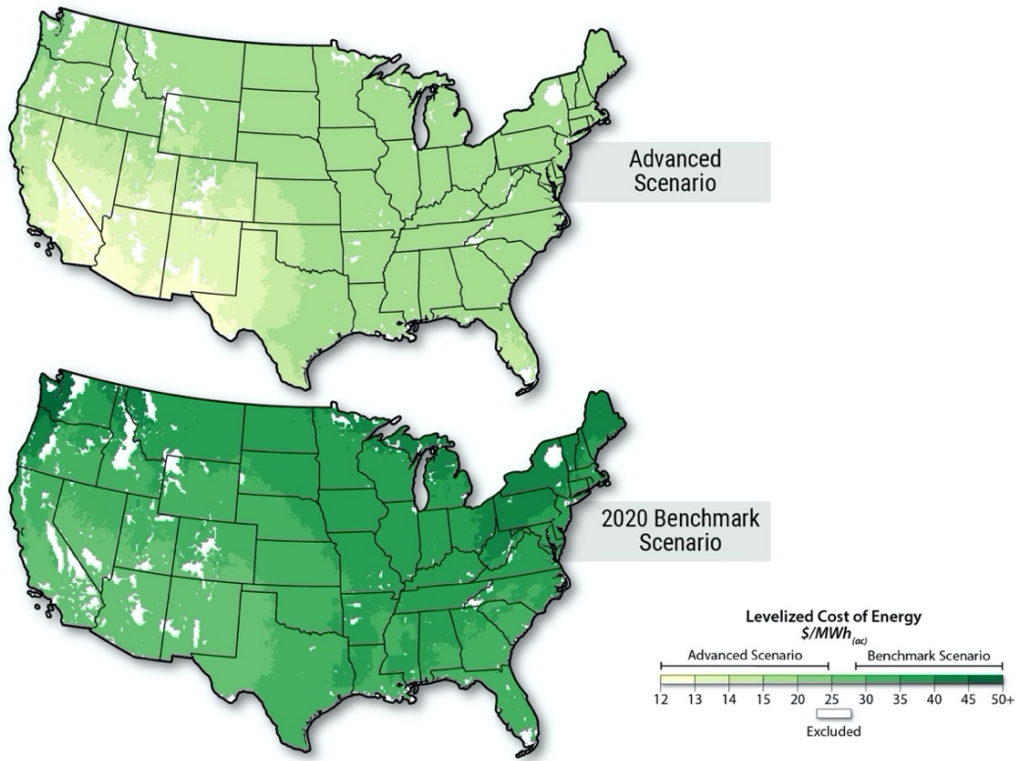 Advanced
Scenario
2020 Benchmark
Scenario
Levelized Cost of Energy
$/MWh(ac)
Advanced Scenario Benchmark Scenario
12 13 14 15 20 25 30 35 40 45 50+
Excluded